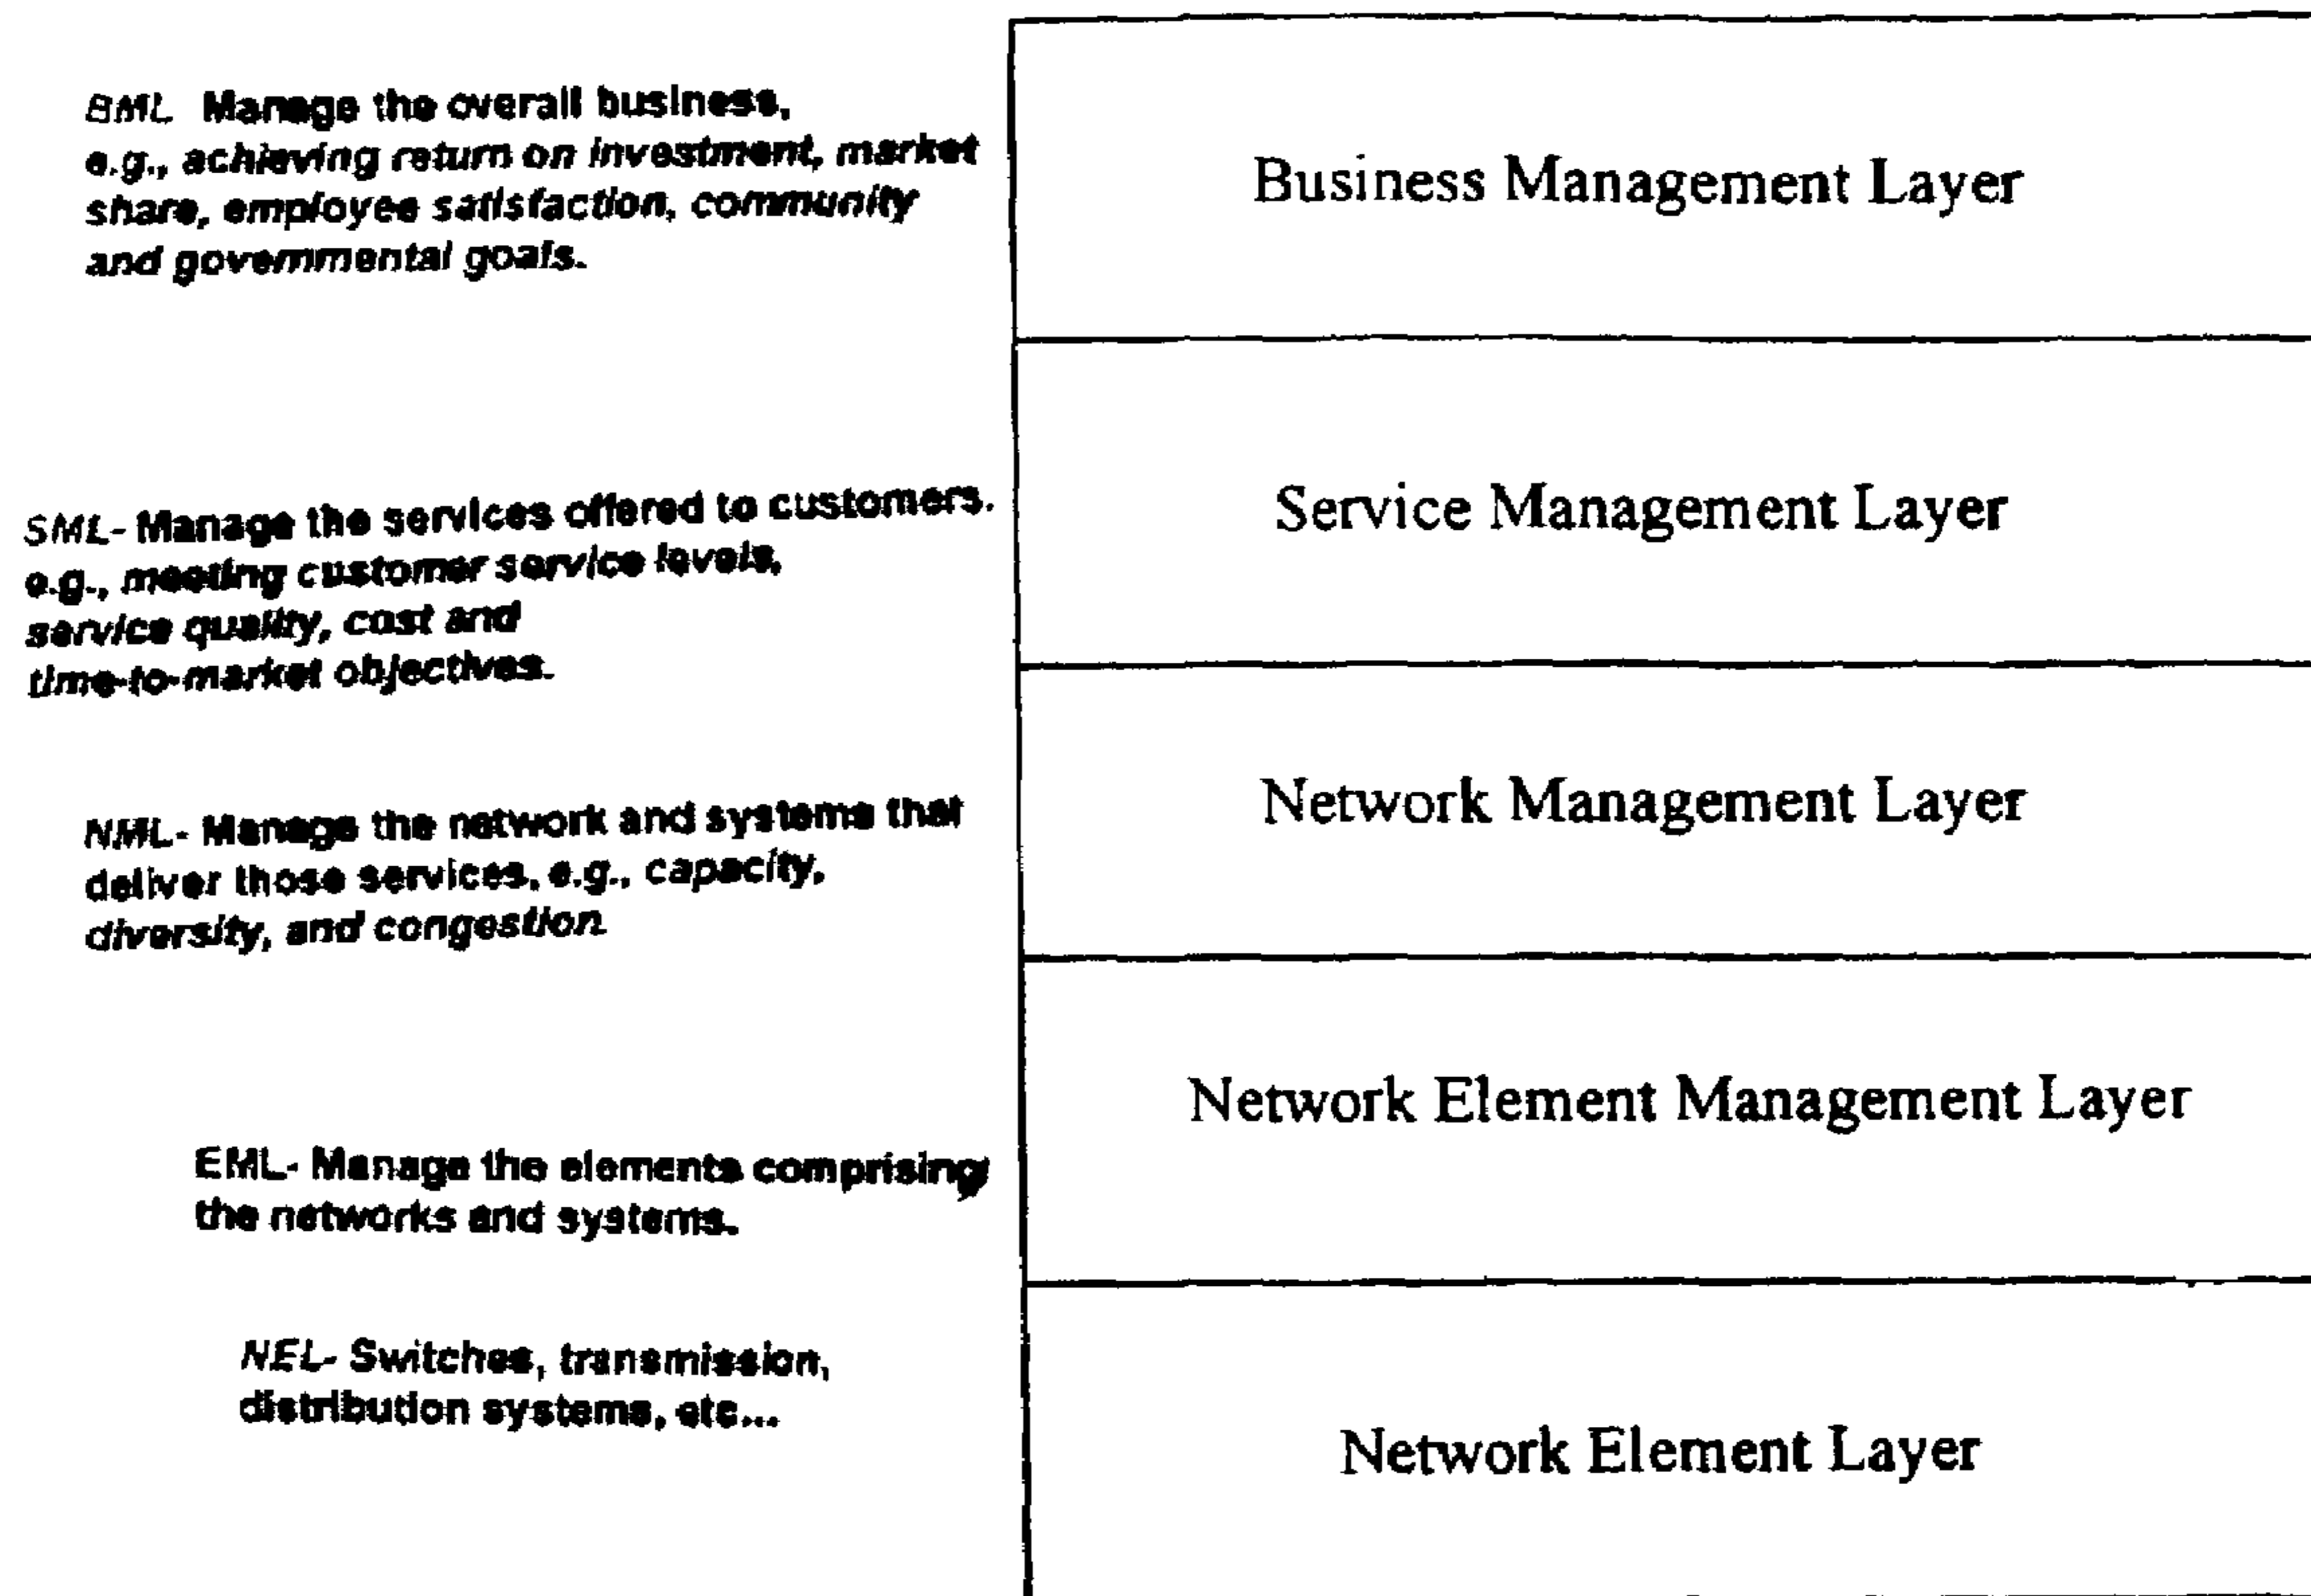 BML Manage the overall business,
e.g., achieving return on investment, market
share, employee satisfaction, community
and governmental goals.
Business Management Layer
SML- Manage the services offered to customers.
e.g., meeting customer service levels,
service quality, cost and
time-to-market objectives.
Service Management Layer
NML- Manage the network and systems that
deliver those services, e.g., capacity,
diversity, and congestion
Network Management Layer
EML- Manage the elements comprising
the networks and systems.
Network Element Management Layer
NEL- Switches, transmission,
distribution systems, etc...
Network Element Layer